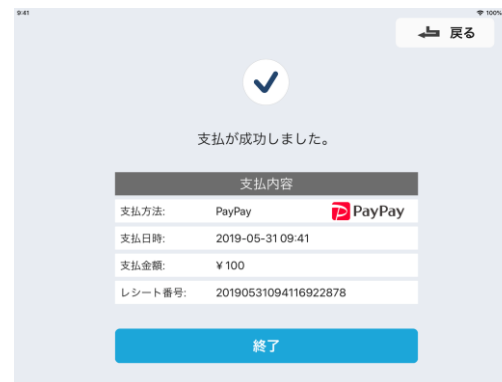 9:41
100%
戻る
支払が成功しました。
支払内容
支払方法: PayPay PayPay
支払日時: 2019-05-31 09:41
支払金額: ¥100
レシート番号: 20190531094116922878
終了